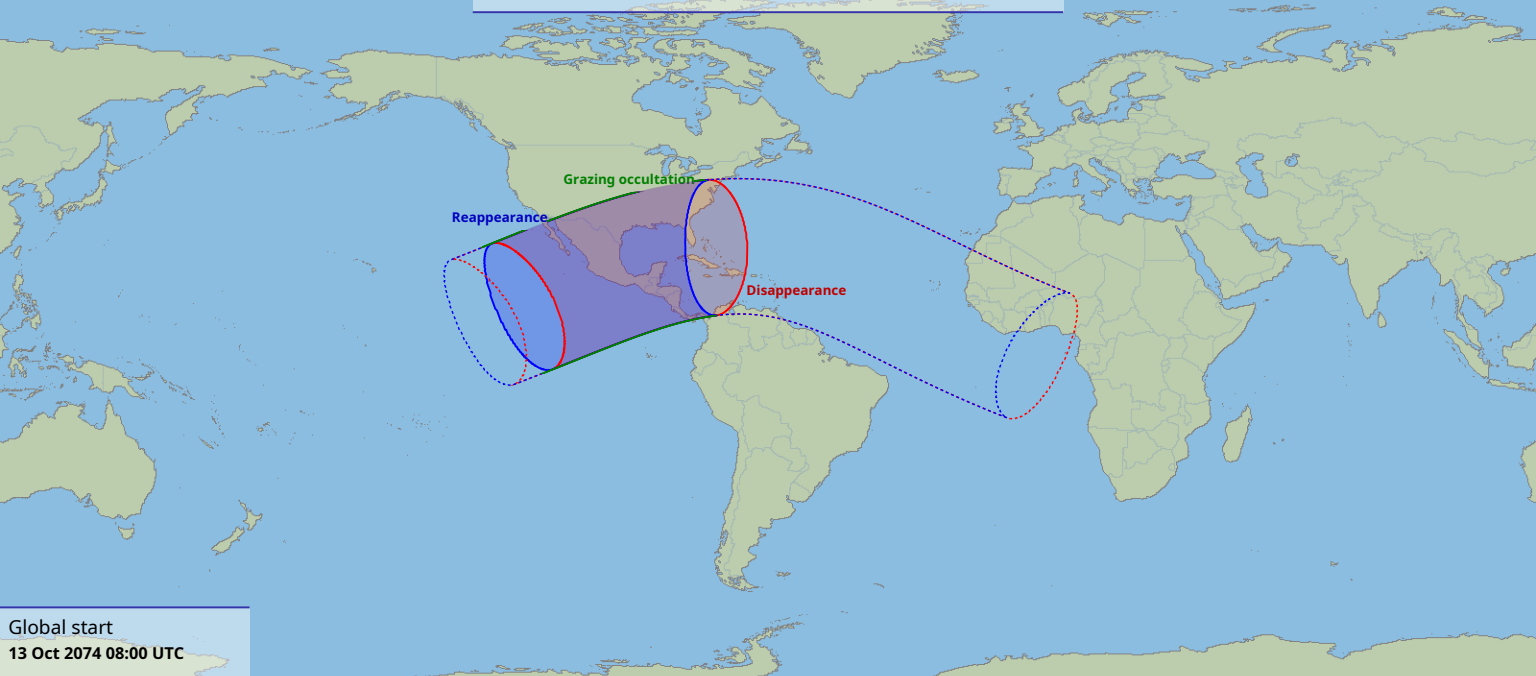 Grazing occultation
Reappearance
Disappearance
Global start
13 Oct 2074 08:00 UTC